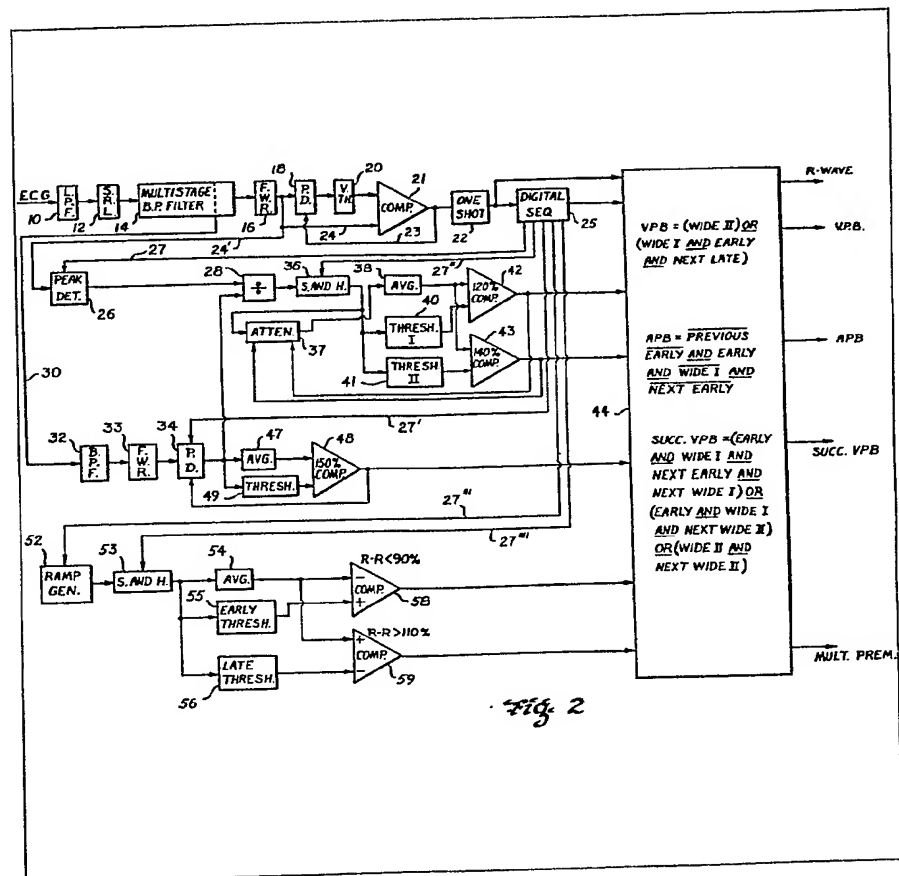 E.C.G.
L.P.F.
10
S.R.L.
12
MULTISTAGE
B.P. FILTER
14
F.W.R.
16
18
P.D.
20
V.TH.
21
COMP.
23
24
ONE
SHOT
22
DIGITAL
SEQ.
25
27
24'
PEAK
DET.
26
28
÷
36
S. AND H.
ATTEN.
37
38
AVG.
27"
40
THRESH.
I
41
THRESH
II
42
120%
COMP.
43
140%
COMP.
30
32
B.P.F.
33
F.W.R.
34
P.D.
27'
47
AVG.
49
THRESH.
48
150%
COMP.
27"'
27""
52
RAMP
GEN.
53
S. AND H.
54
AVG.
55
EARLY
THRESH.
56
LATE
THRESH.
R-R<90%
- COMP.
+
58
R-R>110%
+
COMP.
-
59
44
VPB = (WIDE II) OR
(WIDE I AND EARLY
AND NEXT LATE)
APB = PREVIOUS
EARLY AND EARLY
AND WIDE I AND
NEXT EARLY
SUCC. VPB = (EARLY
AND WIDE I AND
NEXT EARLY AND
NEXT WIDE I) OR
(EARLY AND WIDE I
AND NEXT WIDE II)
OR (WIDE II AND
NEXT WIDE II)
R-WAVE
V.P.B.
APB
SUCC. VPB
MULT. PREM.
Fig. 2